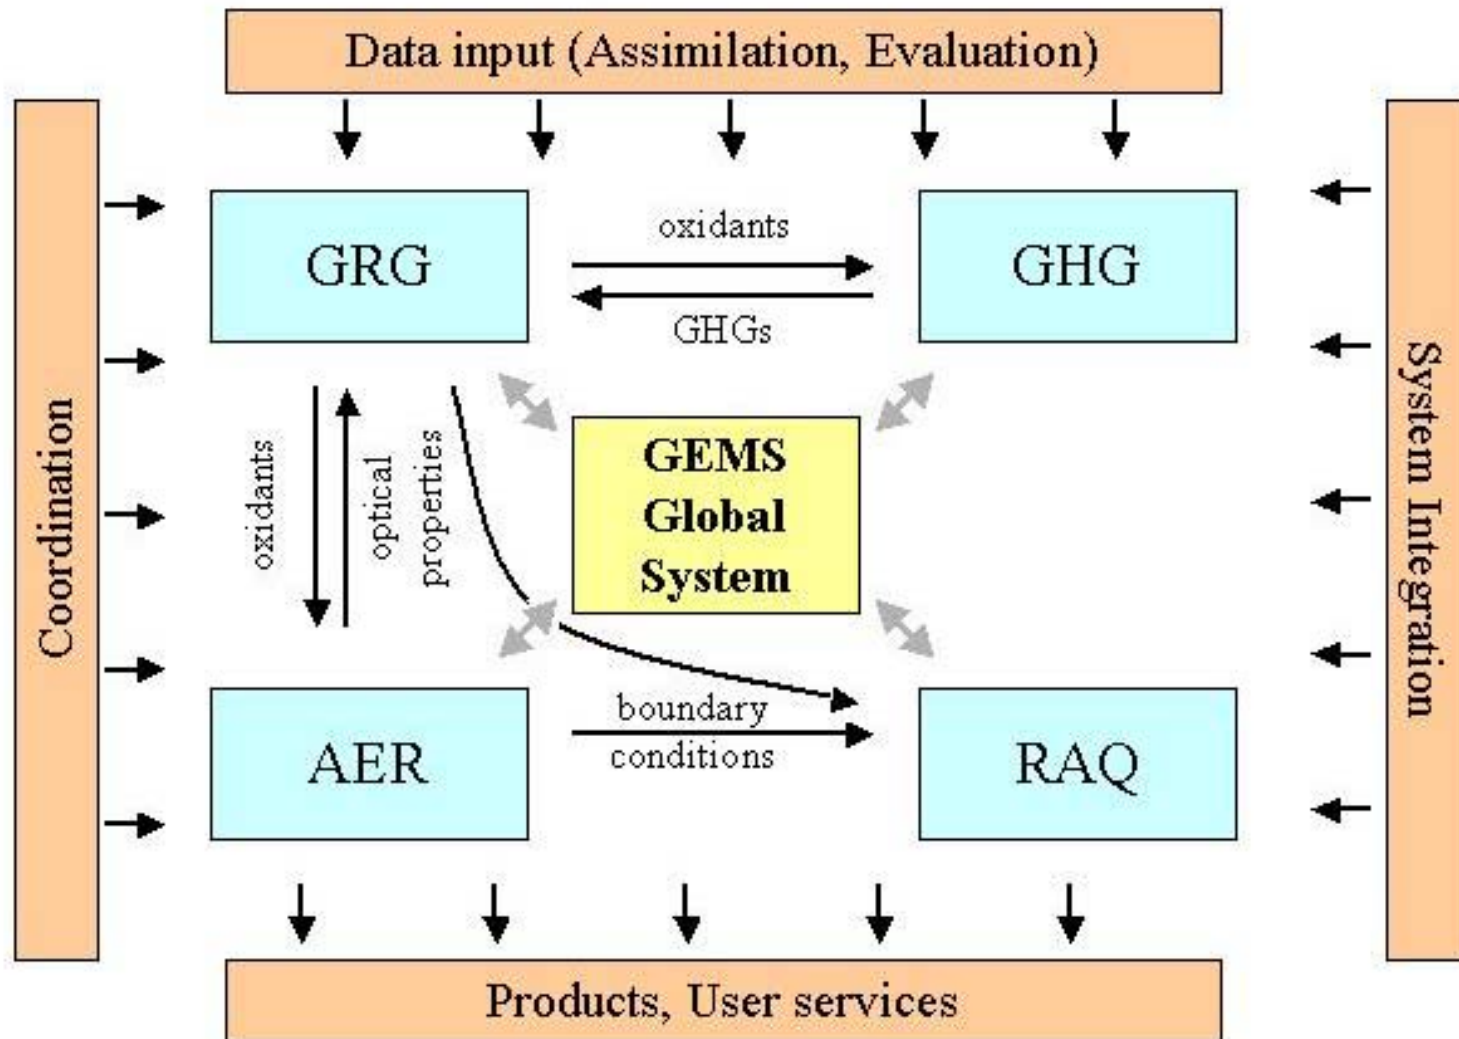 Data input (Assimilation, Evaluation)
Coordination
System Integration
GRG
oxidants
GHGs
GHG
oxidants
optical
properties
GEMS
Global
System
AER
boundary
conditions
RAQ
Products, User services